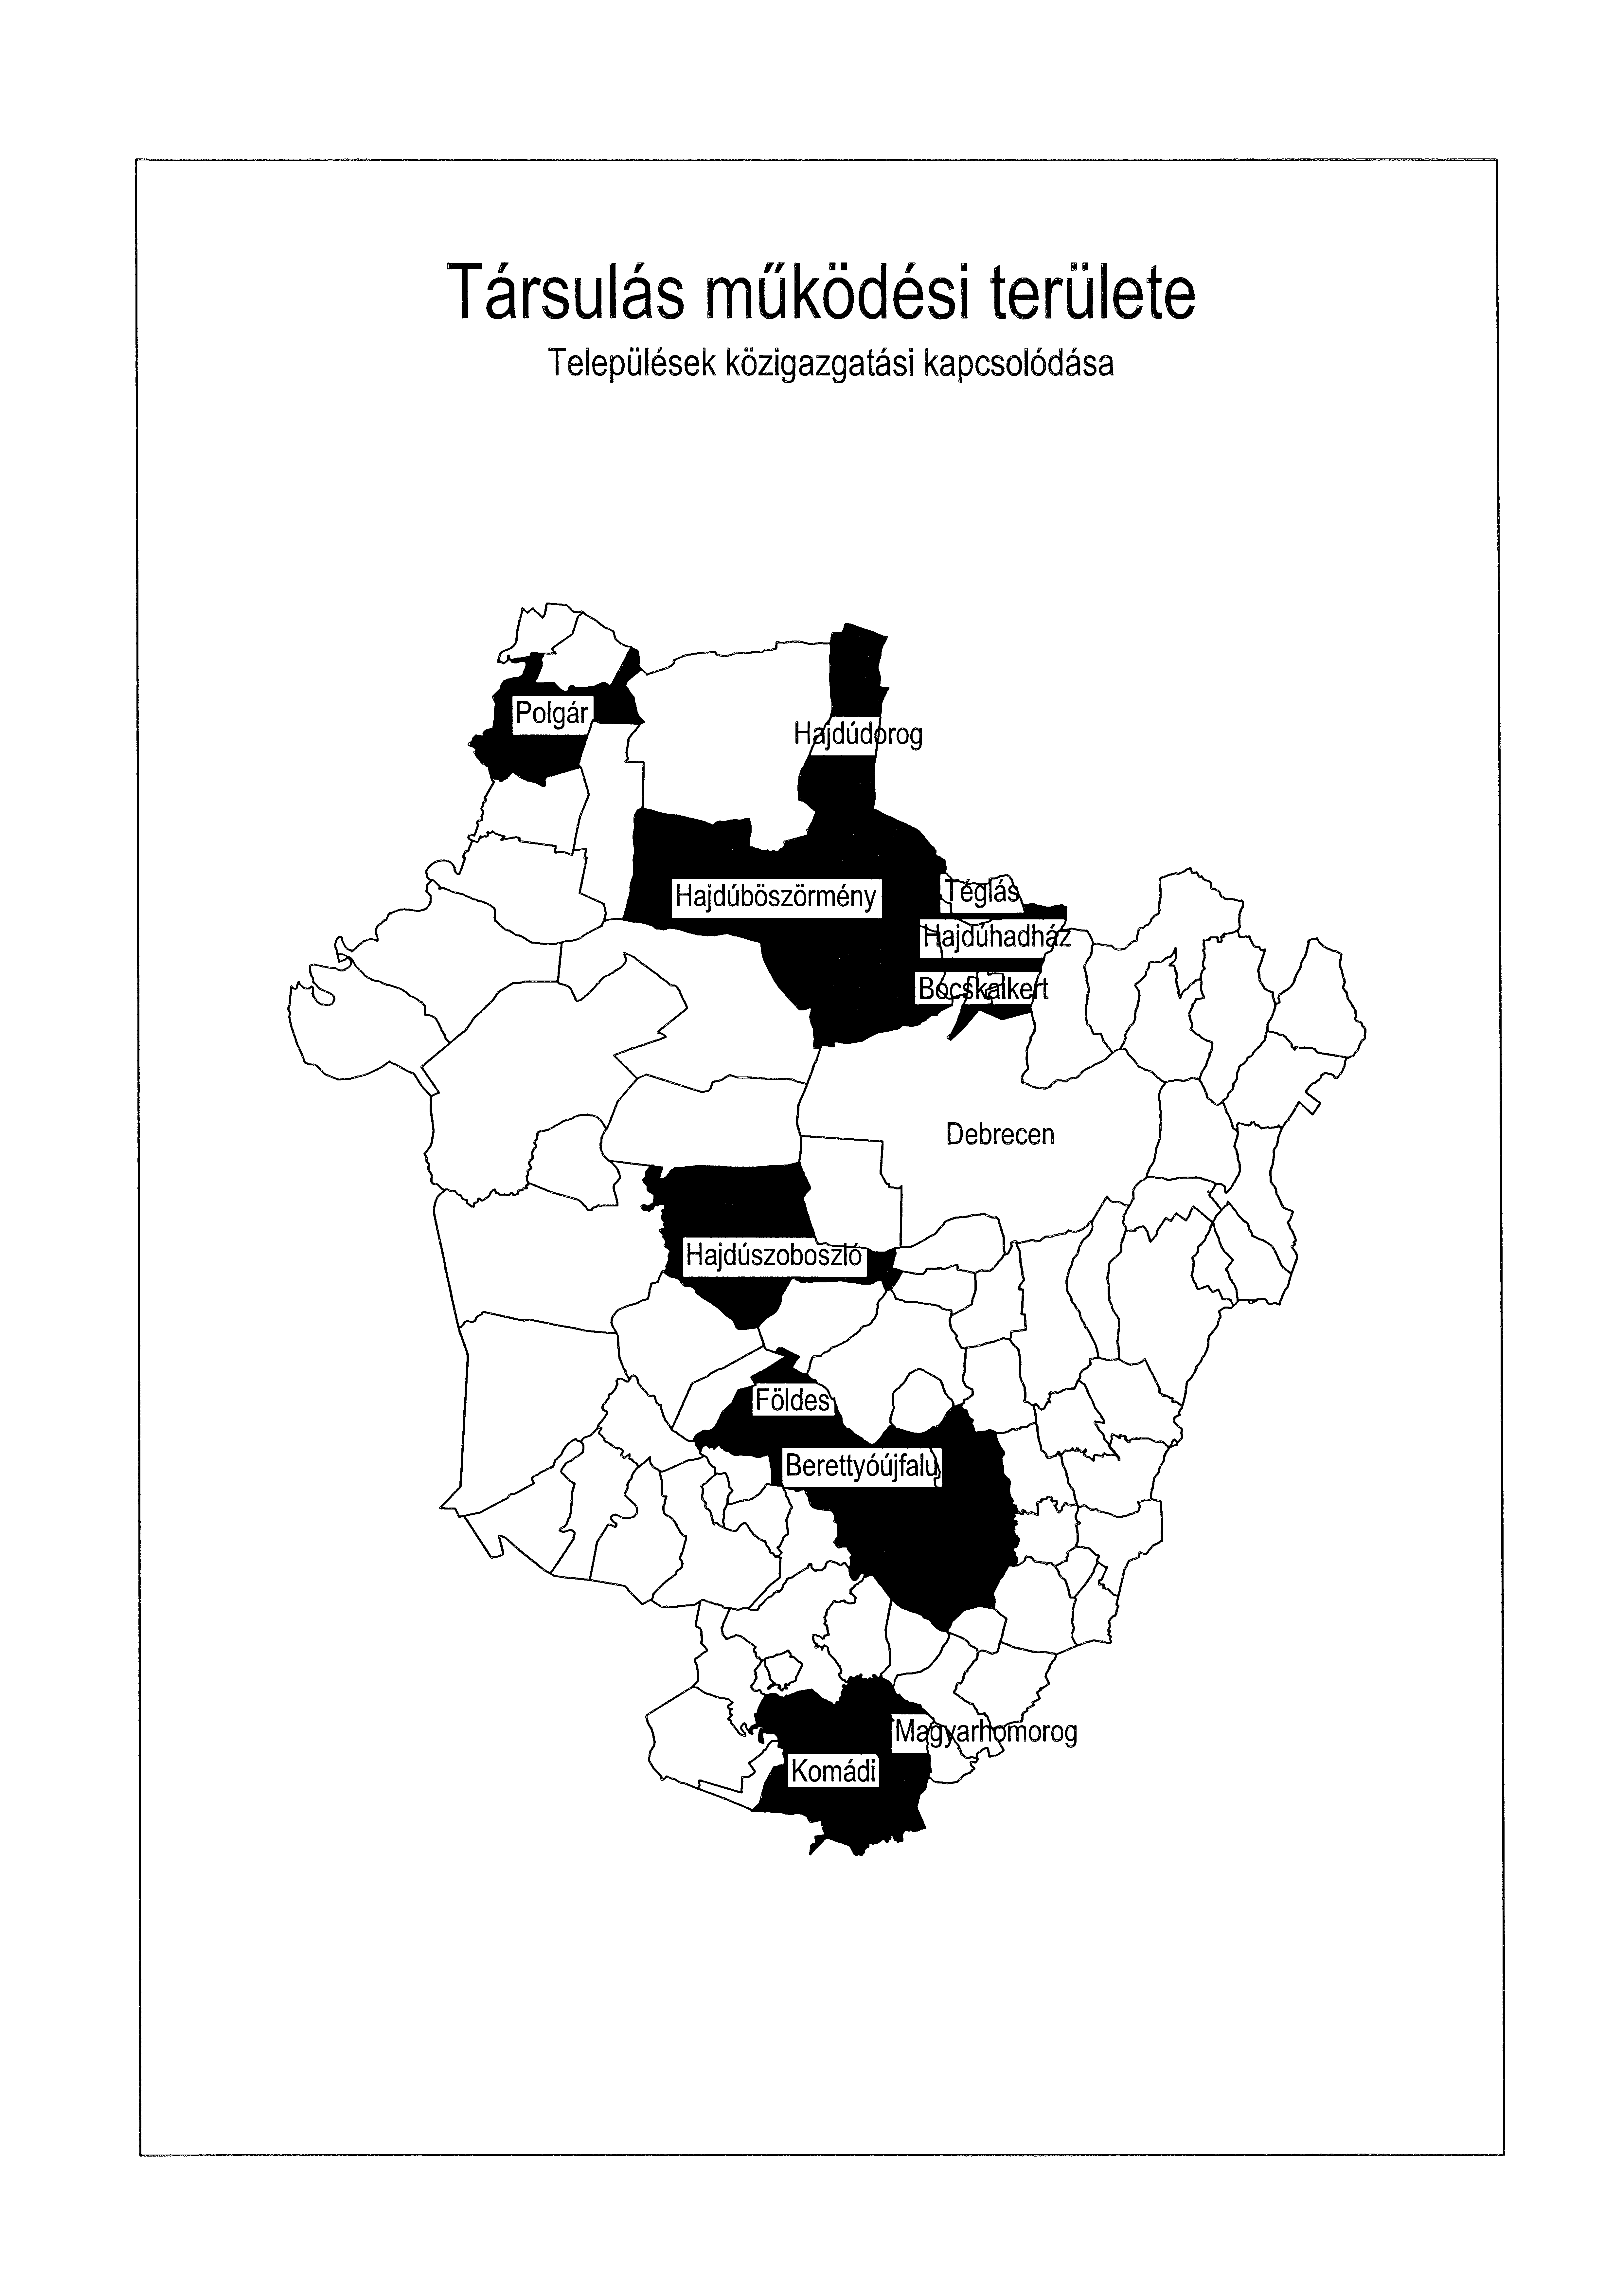 Társulás működési területe
Települések közigazgatási kapcsolódása
Polgár
Hajdúdorog
Hajdúböszörmény
Téglás
Hajdúhadház
Bocskaikert
Debrecen
Hajdúszoboszló
Földes
Berettyóújfalu
Magyarhomorog
Komádi